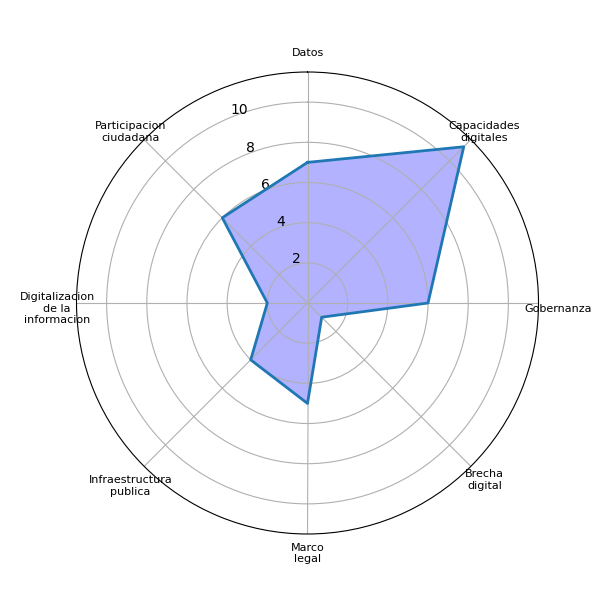 Datos
Participacion
ciudadana
Capacidades
digitales
10
8
6
4
2
Digitalizacion
de la
informacion
Gobernanza
Infraestructura
publica
Brecha
digital
Marco
legal